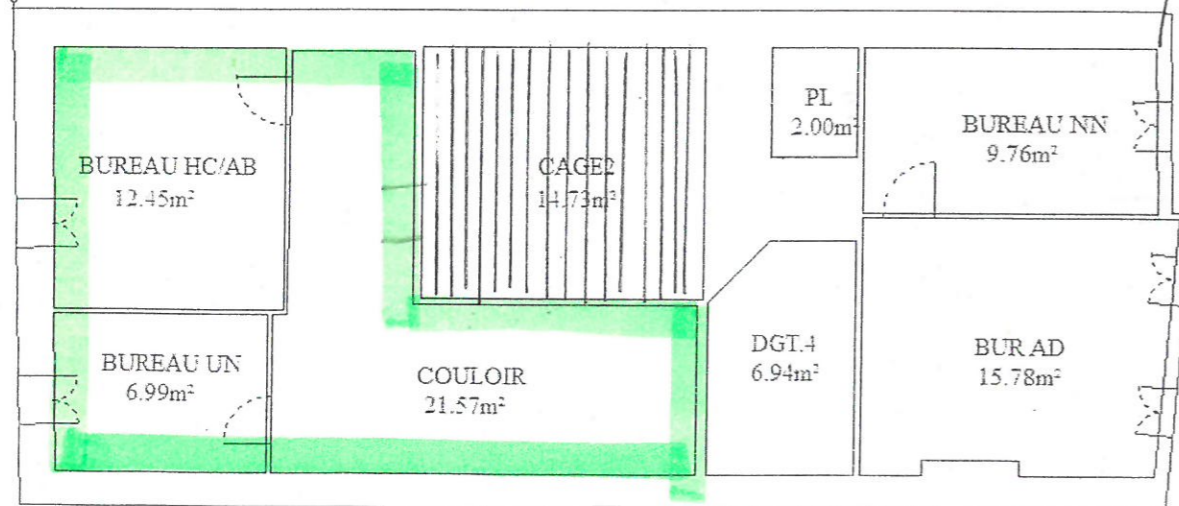 BUREAU HC/AB
12.45m²
CAGE2
14.73m²
PL
2.00m²
BUREAU NN
9.76m²
BUREAU UN
6.99m²
COULOIR
21.57m²
DGT.4
6.94m²
BUR AD
15.78m²